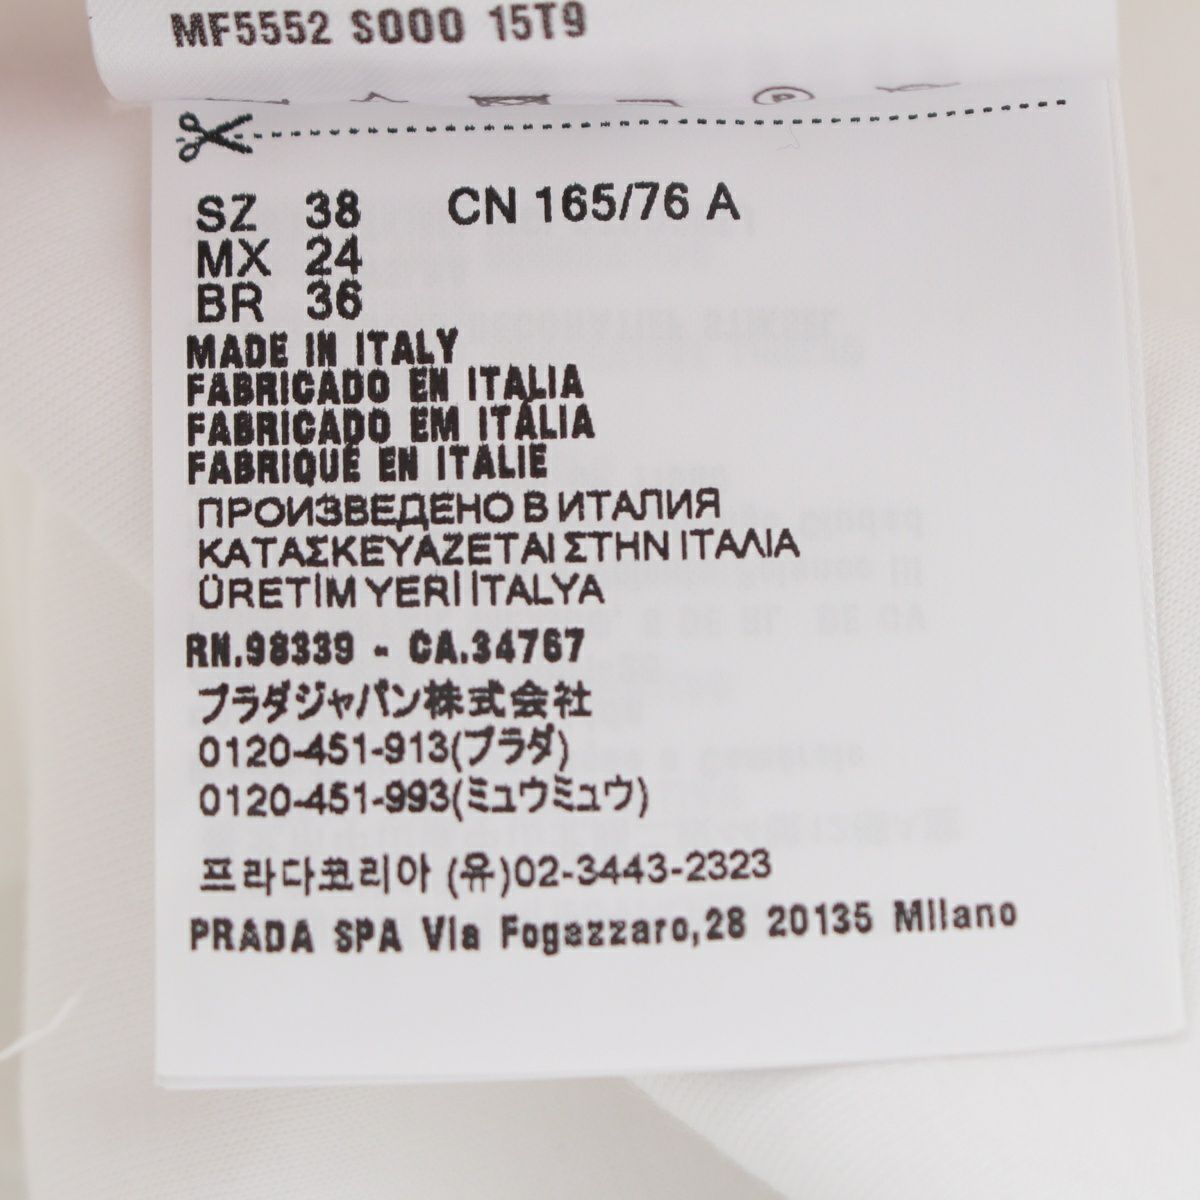 MF5552 S000 15T9
SZ 38 CN 165/76 A
MX 24
BR 36
MADE IN ITALY
FABRICADO EN ITALIA
FABRICADO EM ITÁLIA
FABRIQUÉ EN ITALIE
ПРОИЗВЕДЕНО В ИТАЛИЯ
ΚΑΤΑΣΚΕΥΑΖΕΤΑΙ ΣΤΗΝ ΙΤΑΛΙΑ
ÜRETİM YERİ İTALYA
RN.98339 - CA.34767
プラダジャパン株式会社
0120-451-913(プラダ)
0120-451-993(ミュウミュウ)
프라다코리아 (유)02-3443-2323
PRADA SPA Via Fogazzaro,28 20135 Milano